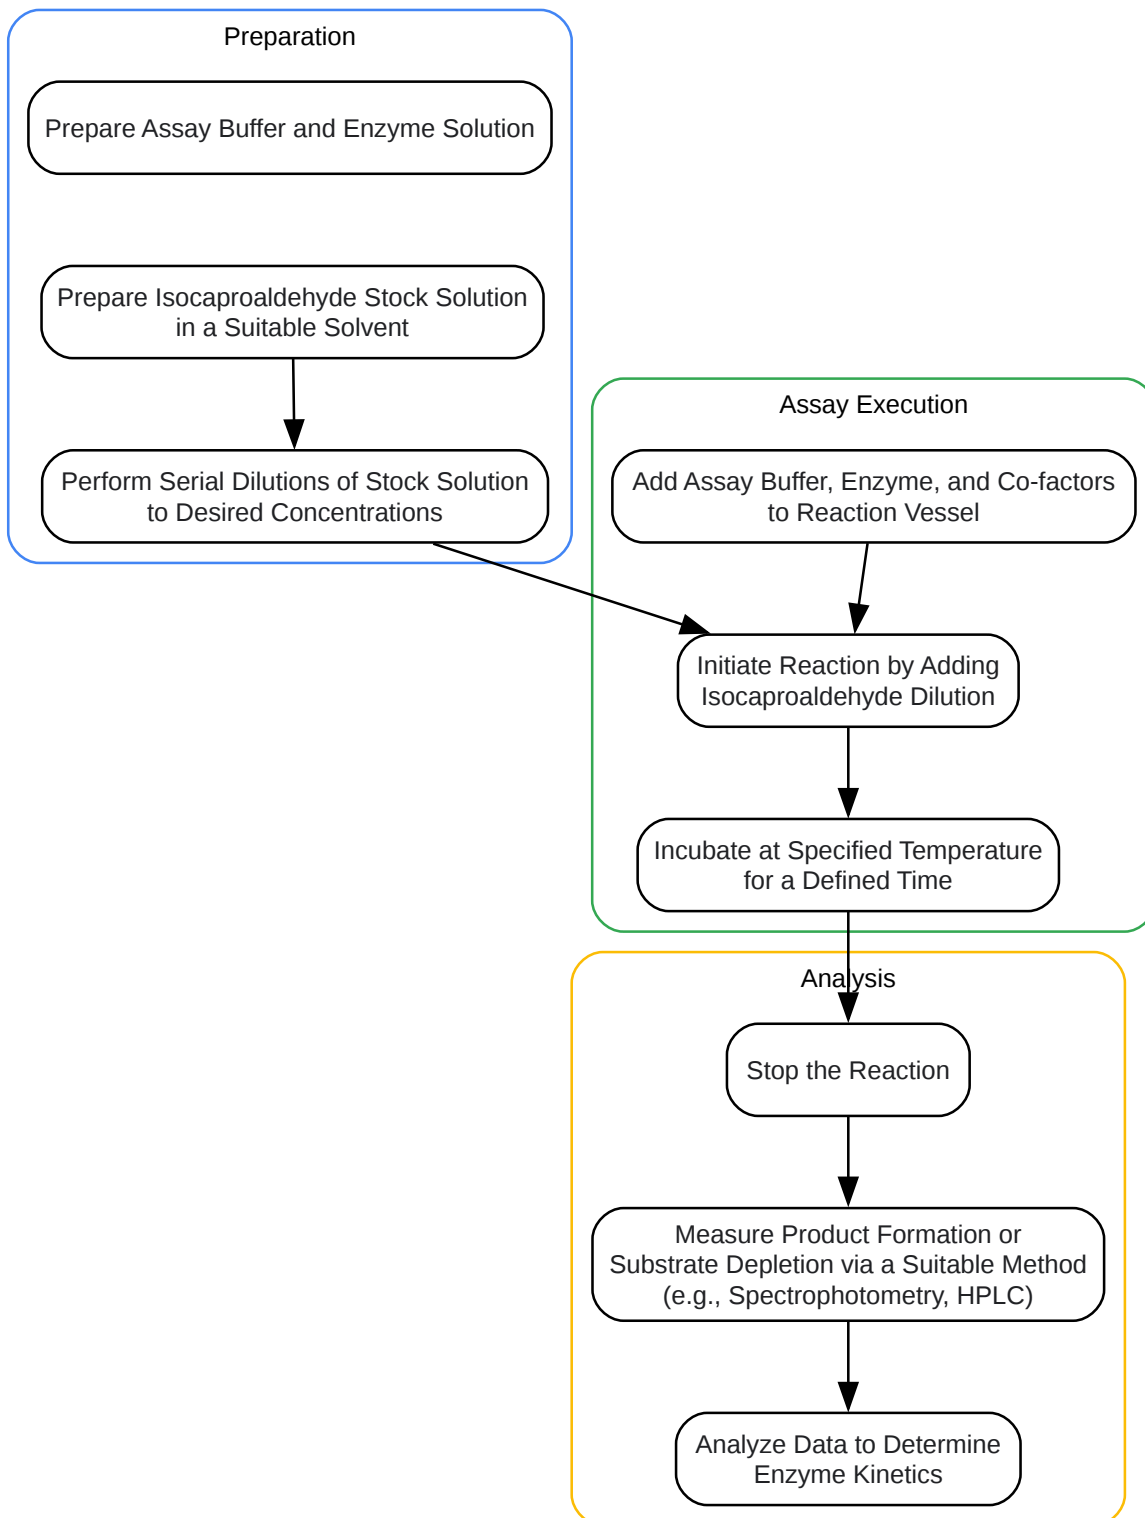 Preparation
Prepare Assay Buffer and Enzyme Solution
Prepare Isocaproaldehyde Stock Solution
in a Suitable Solvent
Perform Serial Dilutions of Stock Solution
to Desired Concentrations
Assay Execution
Add Assay Buffer, Enzyme, and Co-factors
to Reaction Vessel
Initiate Reaction by Adding
Isocaproaldehyde Dilution
Incubate at Specified Temperature
for a Defined Time
Analysis
Stop the Reaction
Measure Product Formation or
Substrate Depletion via a Suitable Method
(e.g., Spectrophotometry, HPLC)
Analyze Data to Determine
Enzyme Kinetics